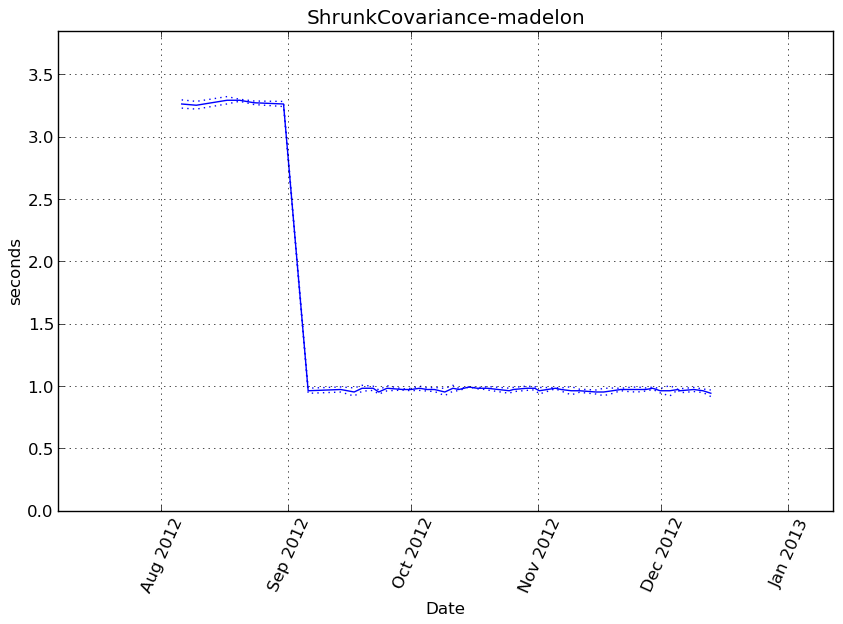 ShrunkCovariance-madelon
3.5
3.0
2.5
2.0
1.5
1.0
0.5
0.0
seconds
Aug 2012
Sep 2012
Oct 2012
Nov 2012
Dec 2012
Jan 2013
Date